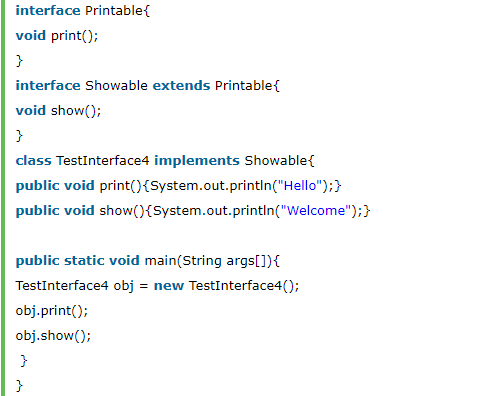 interface Printable{
void print();
}
interface Showable extends Printable{
void show();
}
class TestInterface4 implements Showable{
public void print(){System.out.println("Hello");}
public void show(){System.out.println("Welcome");}
public static void main(String args[]){
TestInterface4 obj = new TestInterface4();
obj.print();
obj.show();
}
}